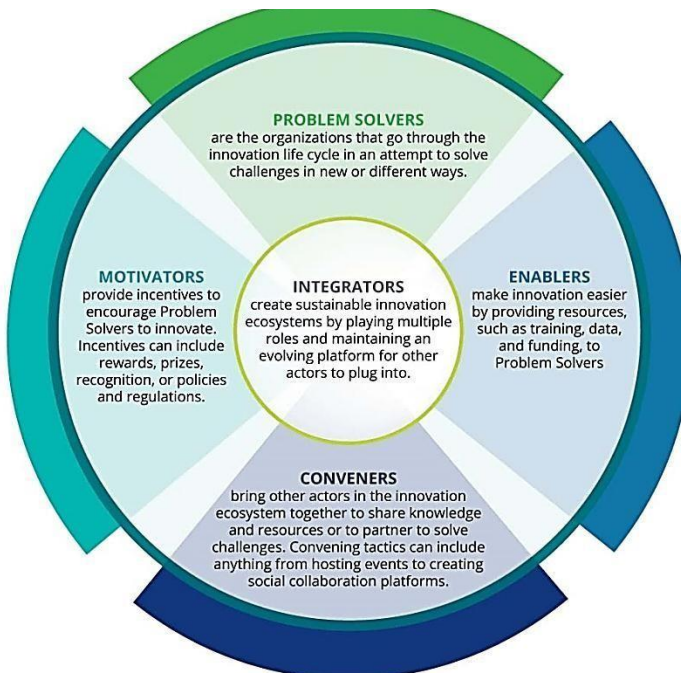 PROBLEM SOLVERS
are the organizations that go through the
innovation life cycle in an attempt to solve
challenges in new or different ways.
MOTIVATORS
provide incentives to
encourage Problem
Solvers to innovate.
Incentives can include
rewards, prizes,
recognition, or policies
and regulations.
INTEGRATORS
create sustainable innovation
ecosystems by playing multiple
roles and maintaining an
evolving platform for other
actors to plug into.
ENABLERS
make innovation easier
by providing resources,
such as training, data,
and funding, to
Problem Solvers
CONVENERS
bring other actors in the innovation
ecosystem together to share knowledge
and resources or to partner to solve
challenges. Convening tactics can include
anything from hosting events to creating
social collaboration platforms.